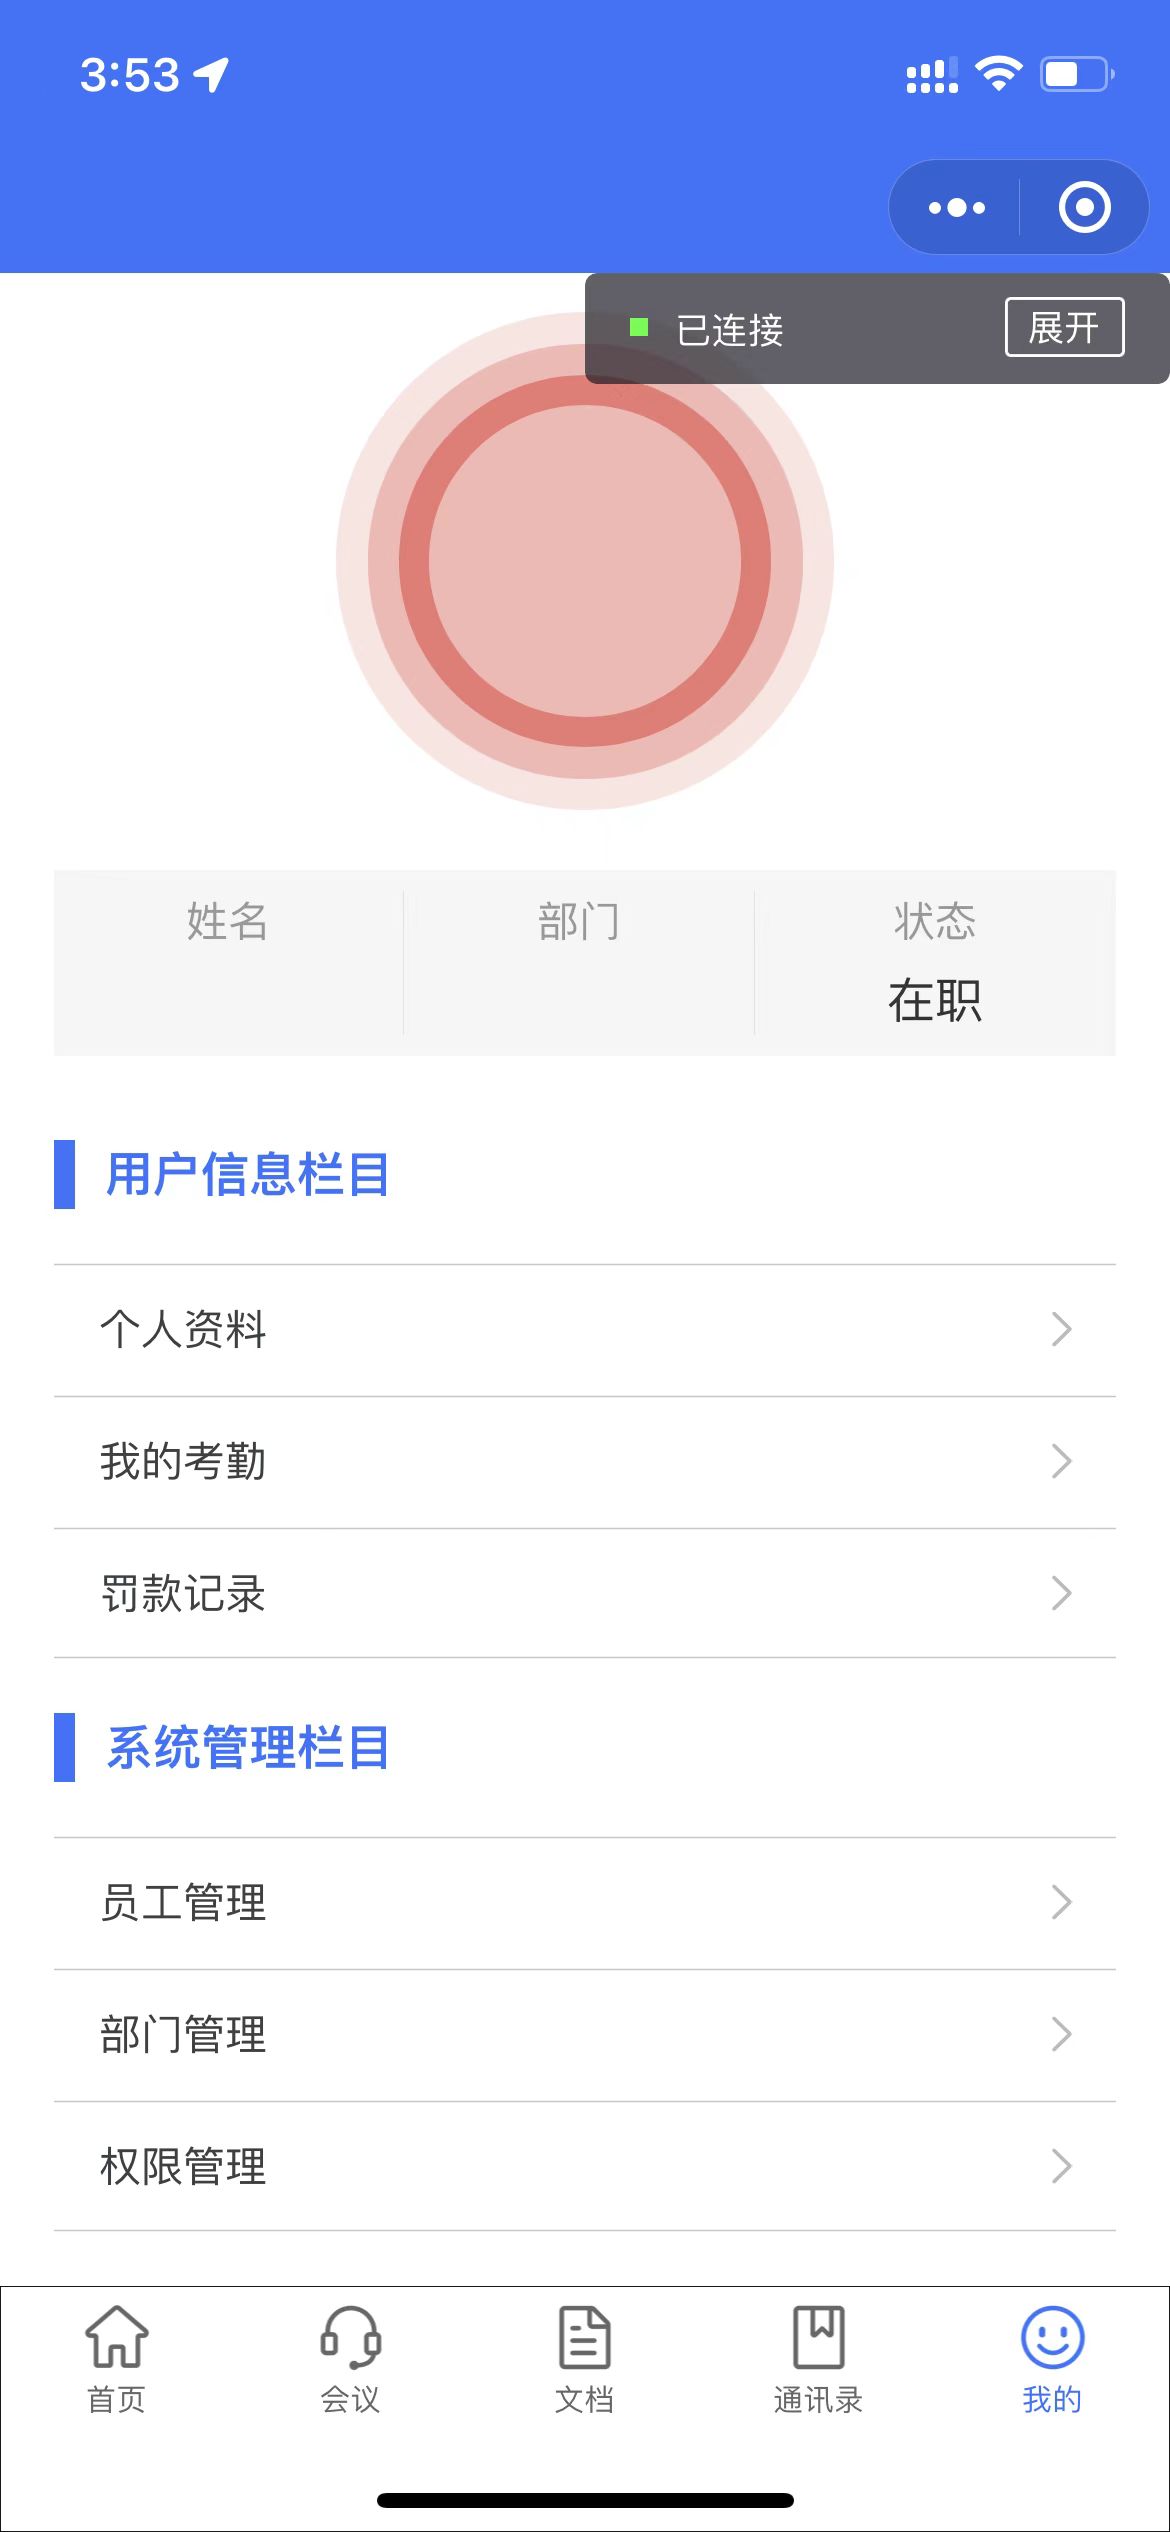 3:53
已连接
展开
姓名 部门 状态
在职
用户信息栏目
个人资料
我的考勤
罚款记录
系统管理栏目
员工管理
部门管理
权限管理
首页 会议 文档 通讯录 我的